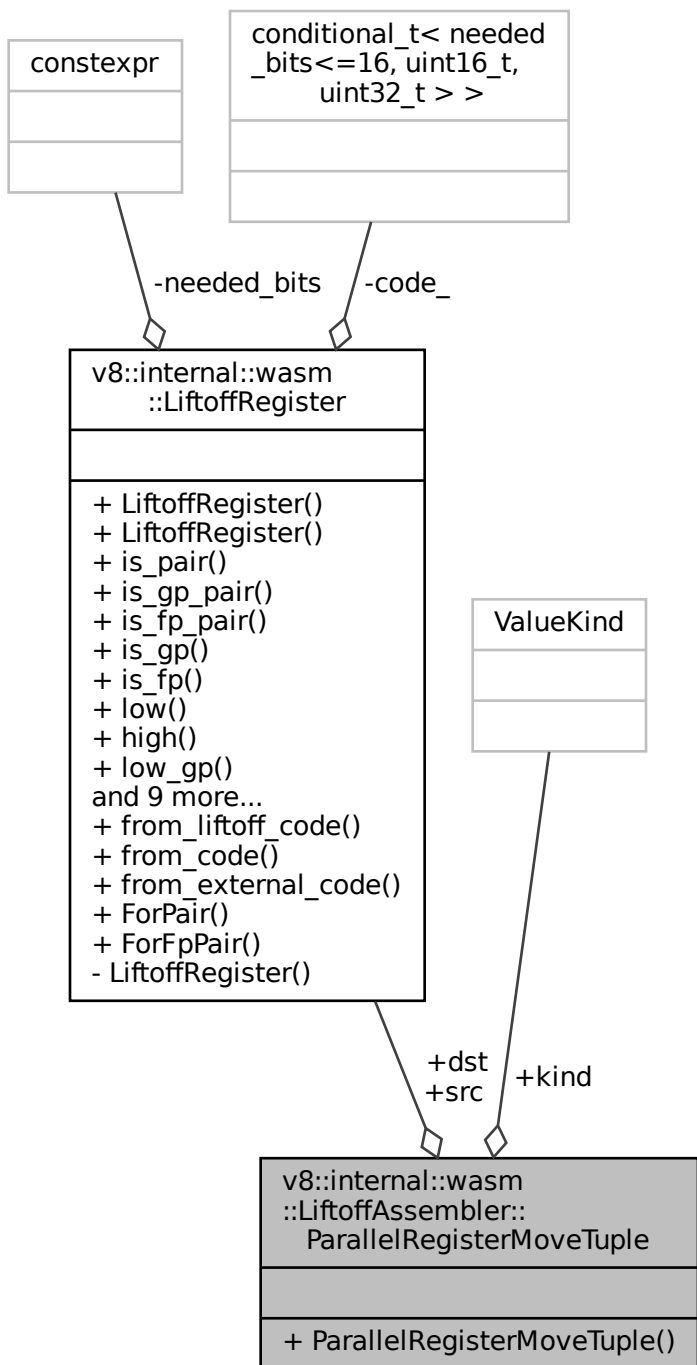 constexpr
conditional_t< needed
_bits<=16, uint16_t,
uint32_t > >
-needed_bits
-code_
v8::internal::wasm
::LiftoffRegister
+ LiftoffRegister()
+ LiftoffRegister()
+ is_pair()
+ is_gp_pair()
+ is_fp_pair()
+ is_gp()
+ is_fp()
+ low()
+ high()
+ low_gp()
and 9 more...
+ from_liftoff_code()
+ from_code()
+ from_external_code()
+ ForPair()
+ ForFpPair()
- LiftoffRegister()
ValueKind
+dst
+src
+kind
v8::internal::wasm
::LiftoffAssembler::
ParallelRegisterMoveTuple
+ ParallelRegisterMoveTuple()